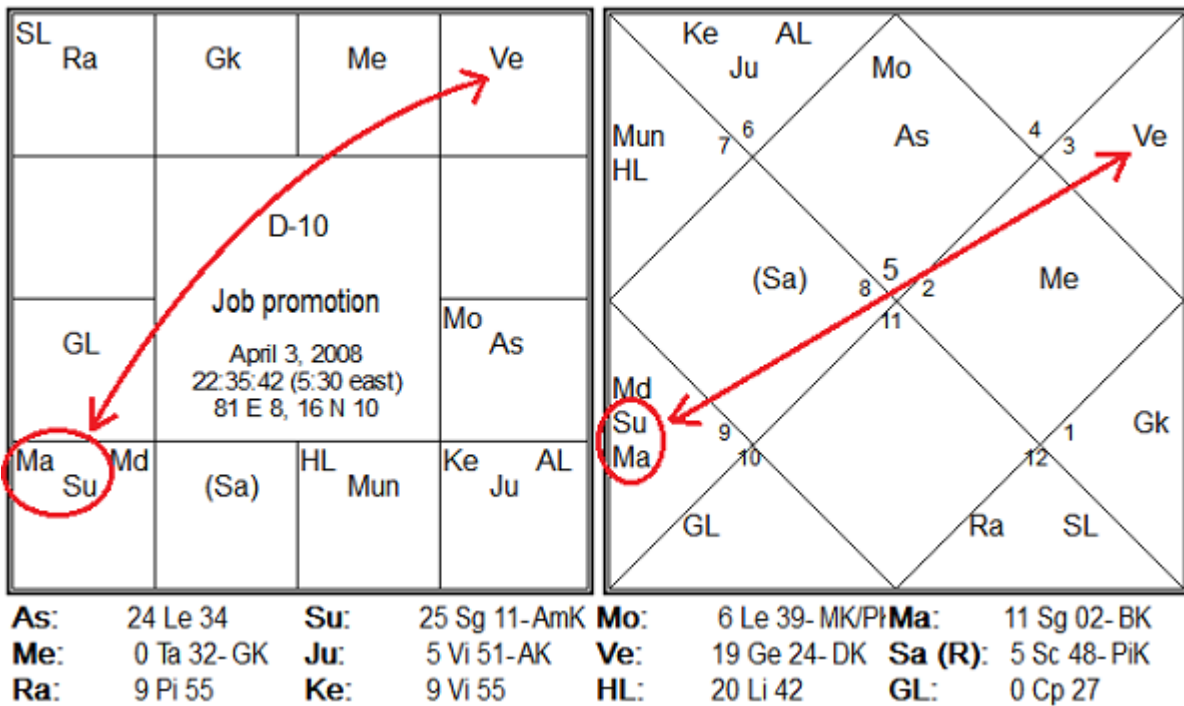 SL
Ra
Gk
Me
Ve
D-10
Job promotion
April 3, 2008
22:35:42 (5:30 east)
81 E 8, 16 N 10
GL
Mo
As
Ma Md
Su
(Sa)
HL
Mun
Ke AL
Ju
Ke AL
Ju
Mo
As
6
7
4
3
Mun
HL
Ve
(Sa)
5
8 2
11
Me
Md
Su
Ma
9
10
1
12
Gk
GL
Ra SL
As: 24 Le 34 Su: 25 Sg 11- AmK Mo: 6 Le 39- MK/Pi Ma: 11 Sg 02- BK
Me: 0 Ta 32- GK Ju: 5 Vi 51- AK Ve: 19 Ge 24- DK Sa (R): 5 Sc 48- PiK
Ra: 9 Pi 55 Ke: 9 Vi 55 HL: 20 Li 42 GL: 0 Cp 27